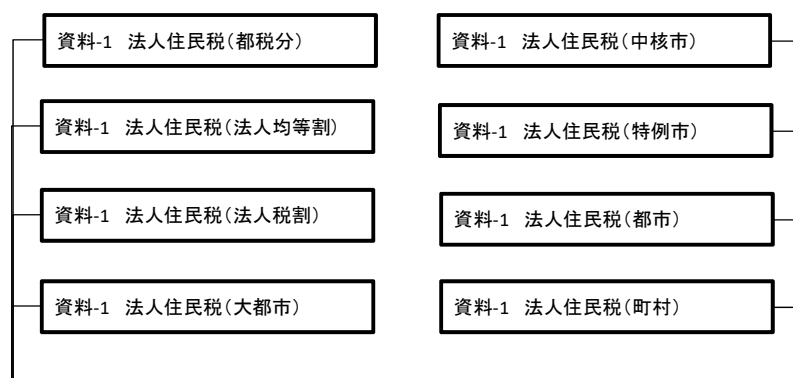 資料-1 法人住民税(都税分)
資料-1 法人住民税(法人均等割)
資料-1 法人住民税(法人税割)
資料-1 法人住民税(大都市)
資料-1 法人住民税(中核市)
資料-1 法人住民税(特例市)
資料-1 法人住民税(都市)
資料-1 法人住民税(町村)